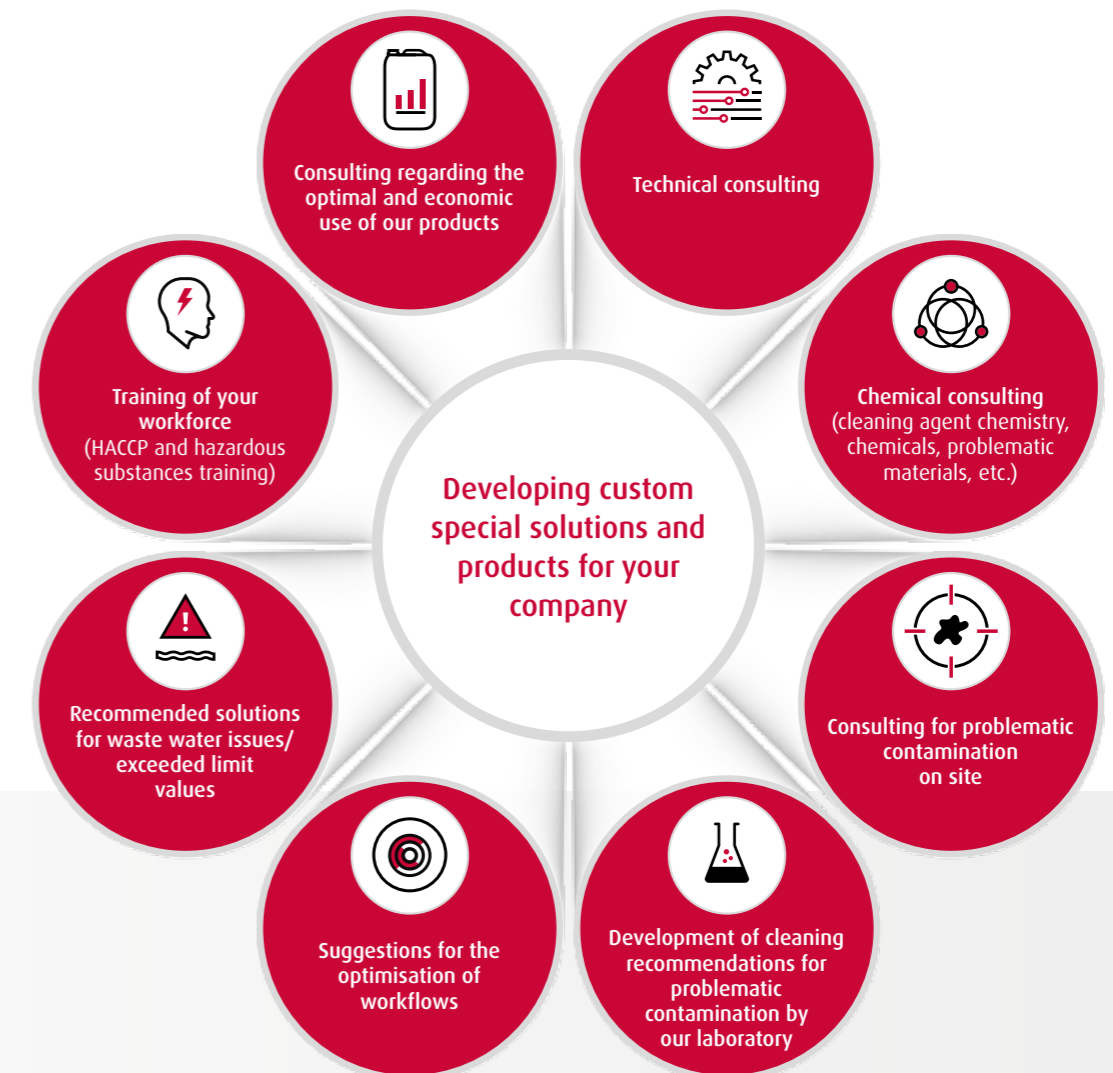 Consulting regarding the
optimal and economic
use of our products
Technical consulting
Training of your
workforce
(HACCP and hazardous
substances training)
Chemical consulting
(cleaning agent chemistry,
chemicals, problematic
materials, etc.)
Developing custom
special solutions and
products for your
company
!
Recommended solutions
for waste water issues/
exceeded limit
values
Consulting for problematic
contamination
on site
Suggestions for the
optimisation of
workflows
Development of cleaning
recommendations for
problematic
contamination by
our laboratory